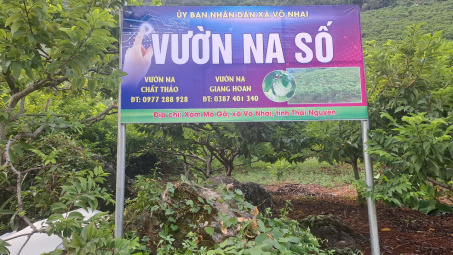 ỦY BAN NHÂN DÂN XÃ VÕ NHAI
VƯỜN NA SỐ
VƯỜN NA
CHẤT THẢO
ĐT: 0977 288 928
VƯỜN NA
GIANG HOAN
ĐT: 0387 401 340
Địa chỉ: Xóm Mỏ Gà, xã Võ Nhai, tỉnh Thái Nguyên